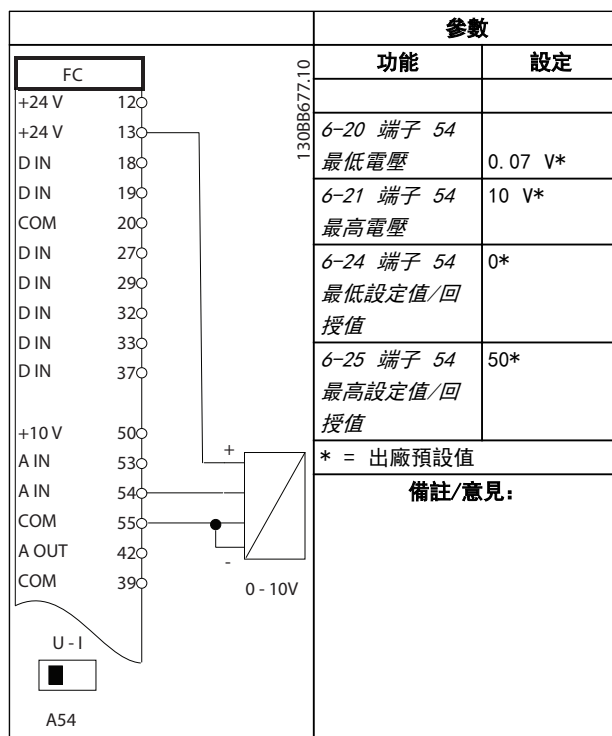 參數
功能 設定
FC
130BB677.10
+24 V 12
+24 V 13
D IN 18
D IN 19
COM 20
D IN 27
D IN 29
D IN 32
D IN 33
D IN 37
+10 V 50
A IN 53
A IN 54
COM 55
A OUT 42
COM 39
+
-
0 - 10V
U - I
A54
6-20 端子 54
最低電壓 0.07 V*
6-21 端子 54 10 V*
最高電壓
6-24 端子 54 0*
最低設定值/回
授值
6-25 端子 54 50*
最高設定值/回
授值
* = 出廠預設值
備註/意見: